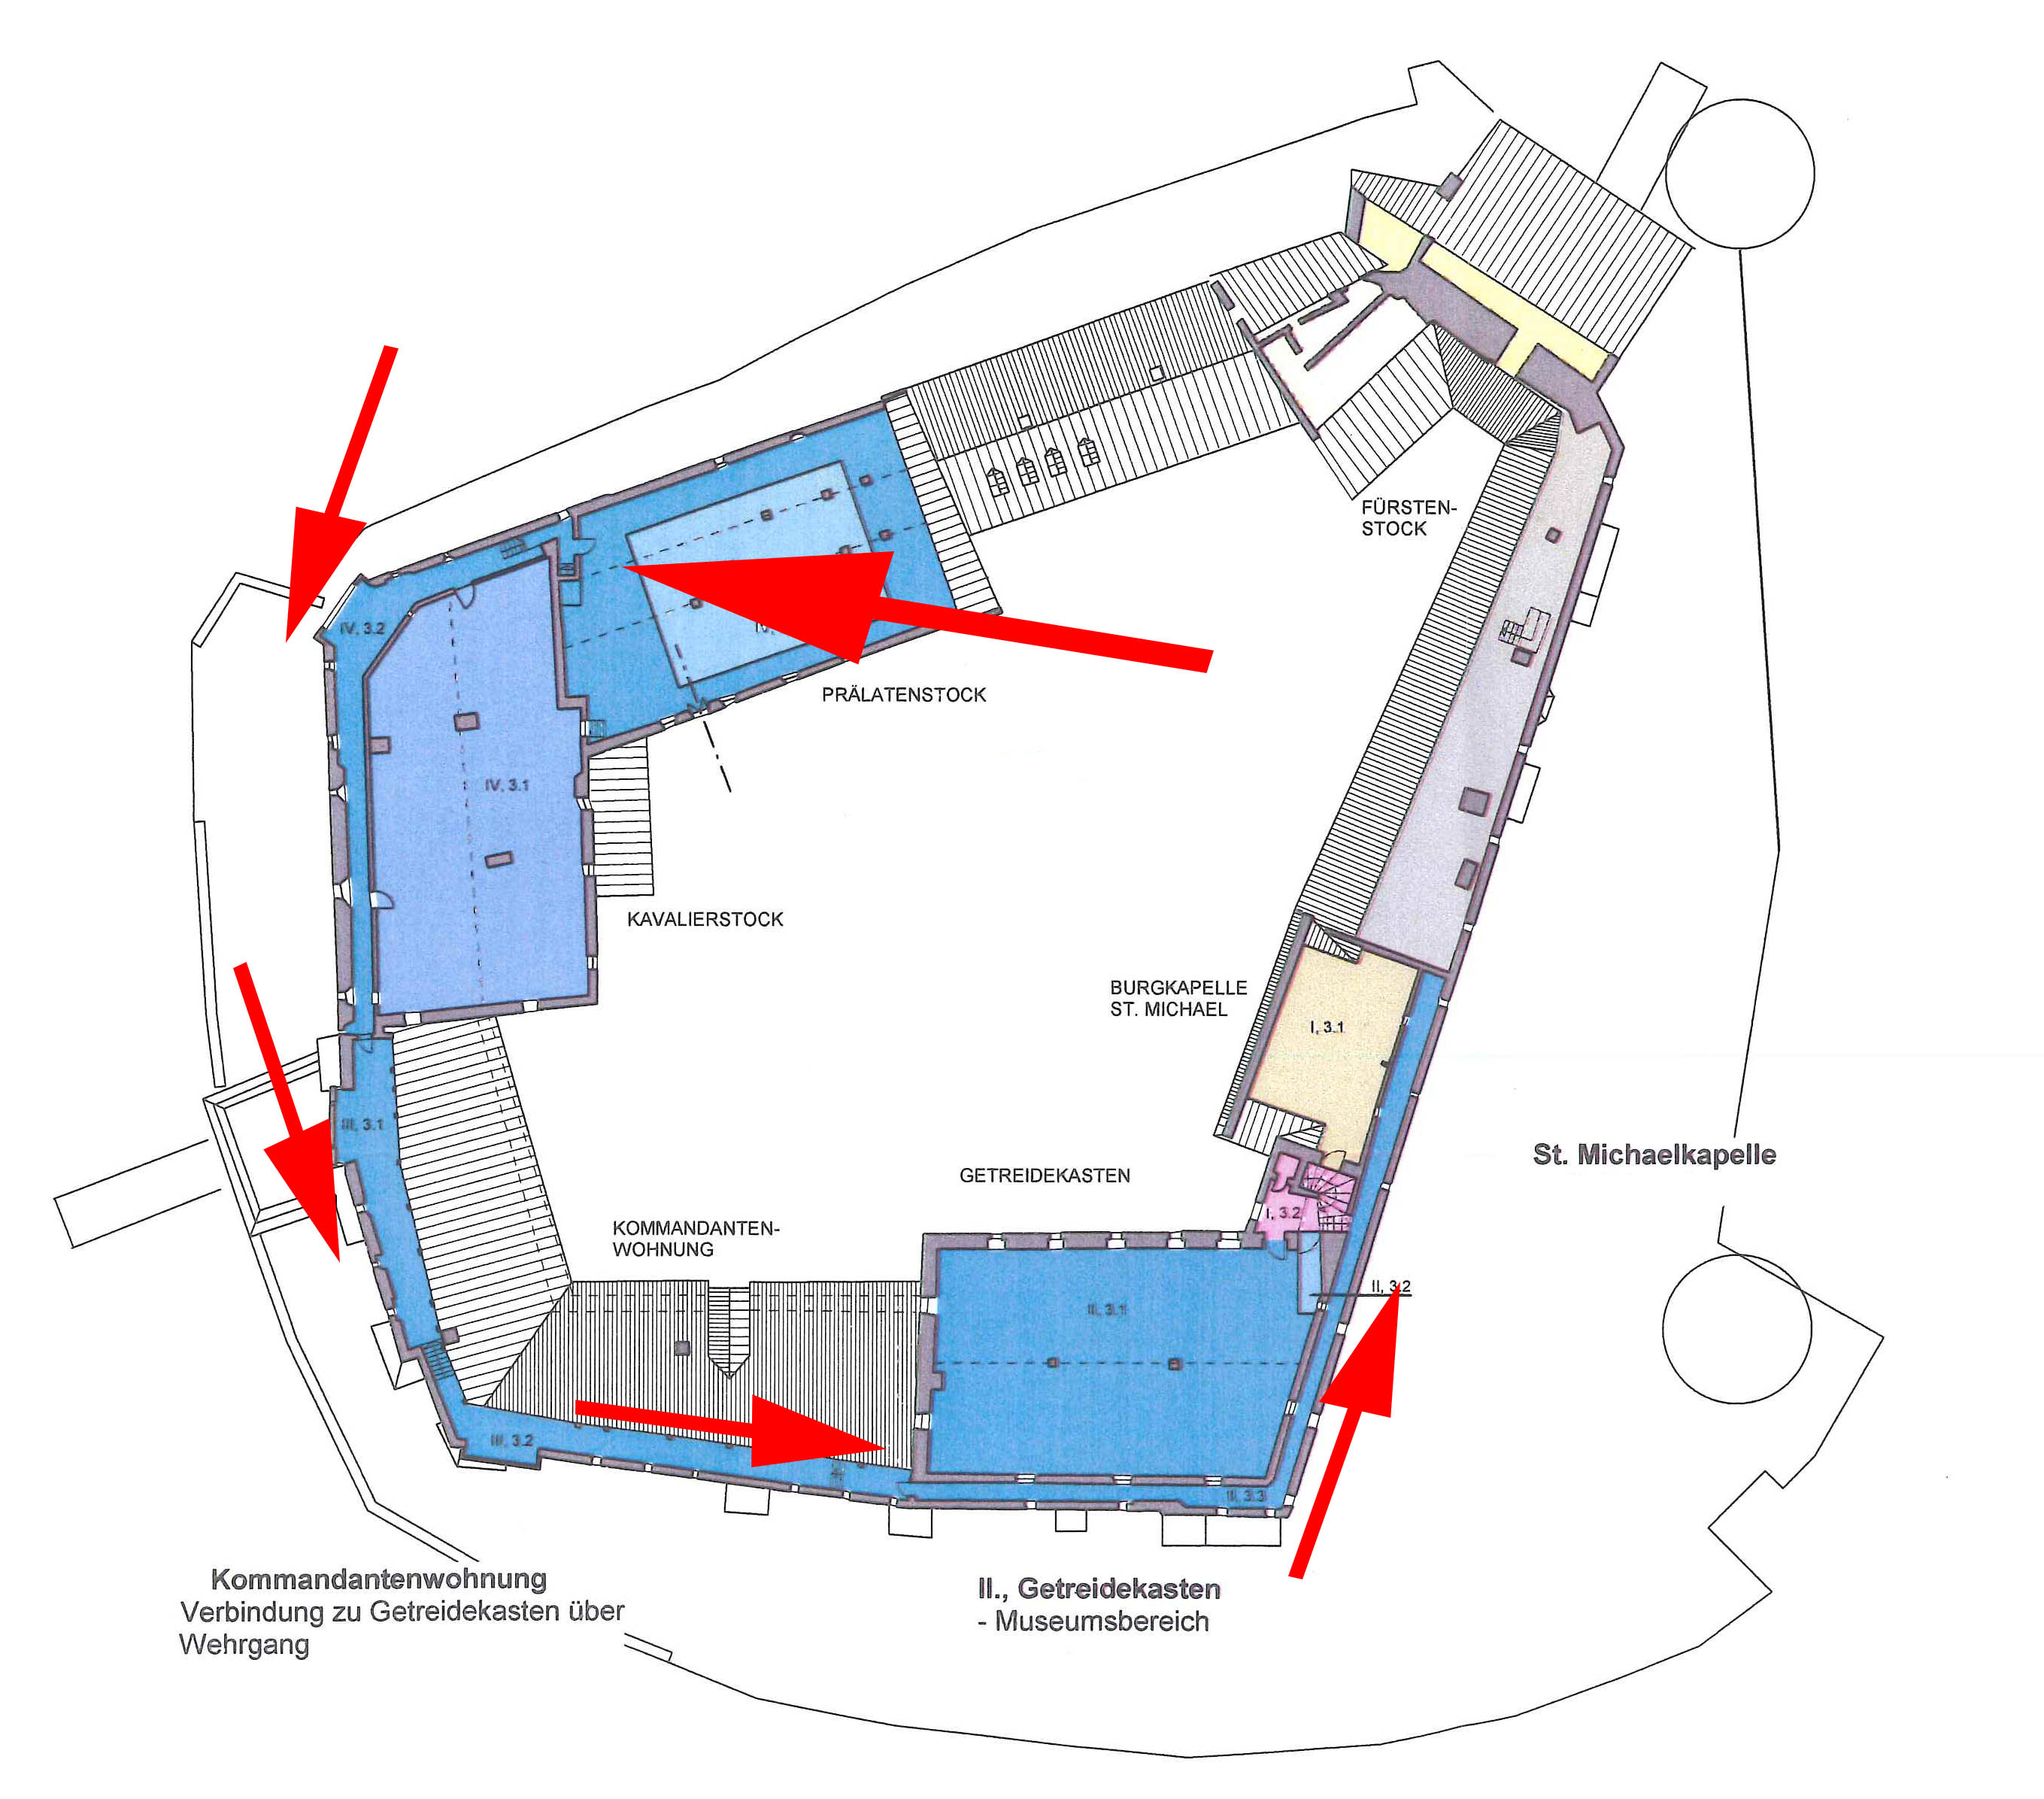 FÜRSTEN-
STOCK
IV, 3.2
PRÄLATENSTOCK
IV, 3.1
KAVALIERSTOCK
BURGKAPELLE
ST. MICHAEL
I, 3.1
III, 3.1
St. Michaelkapelle
GETREIDEKASTEN
I, 3.2
KOMMANDANTEN-
WOHNUNG
II, 3.2
II, 3.1
III, 3.2
II, 3.3
Kommandantenwohnung
Verbindung zu Getreidekasten über
Wehrgang
II., Getreidekasten
- Museumsbereich